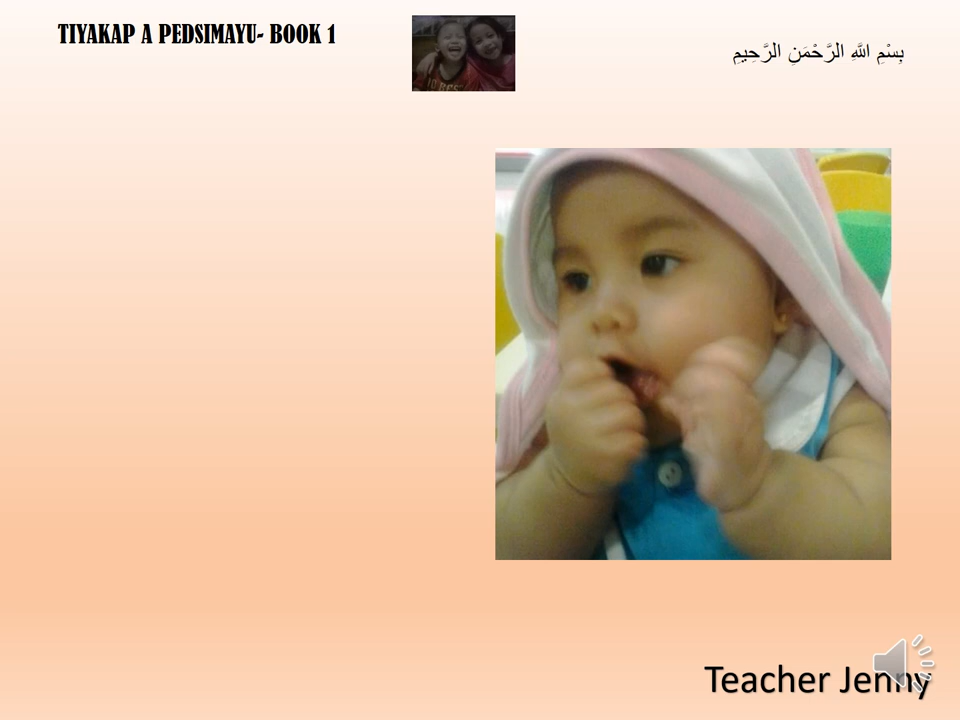 TIYAKAP A PEDSIMAYU- BOOK 1
بِسْمِ اللَّهِ الرَّحْمَنِ الرَّحِيمِ
Teacher Jenny